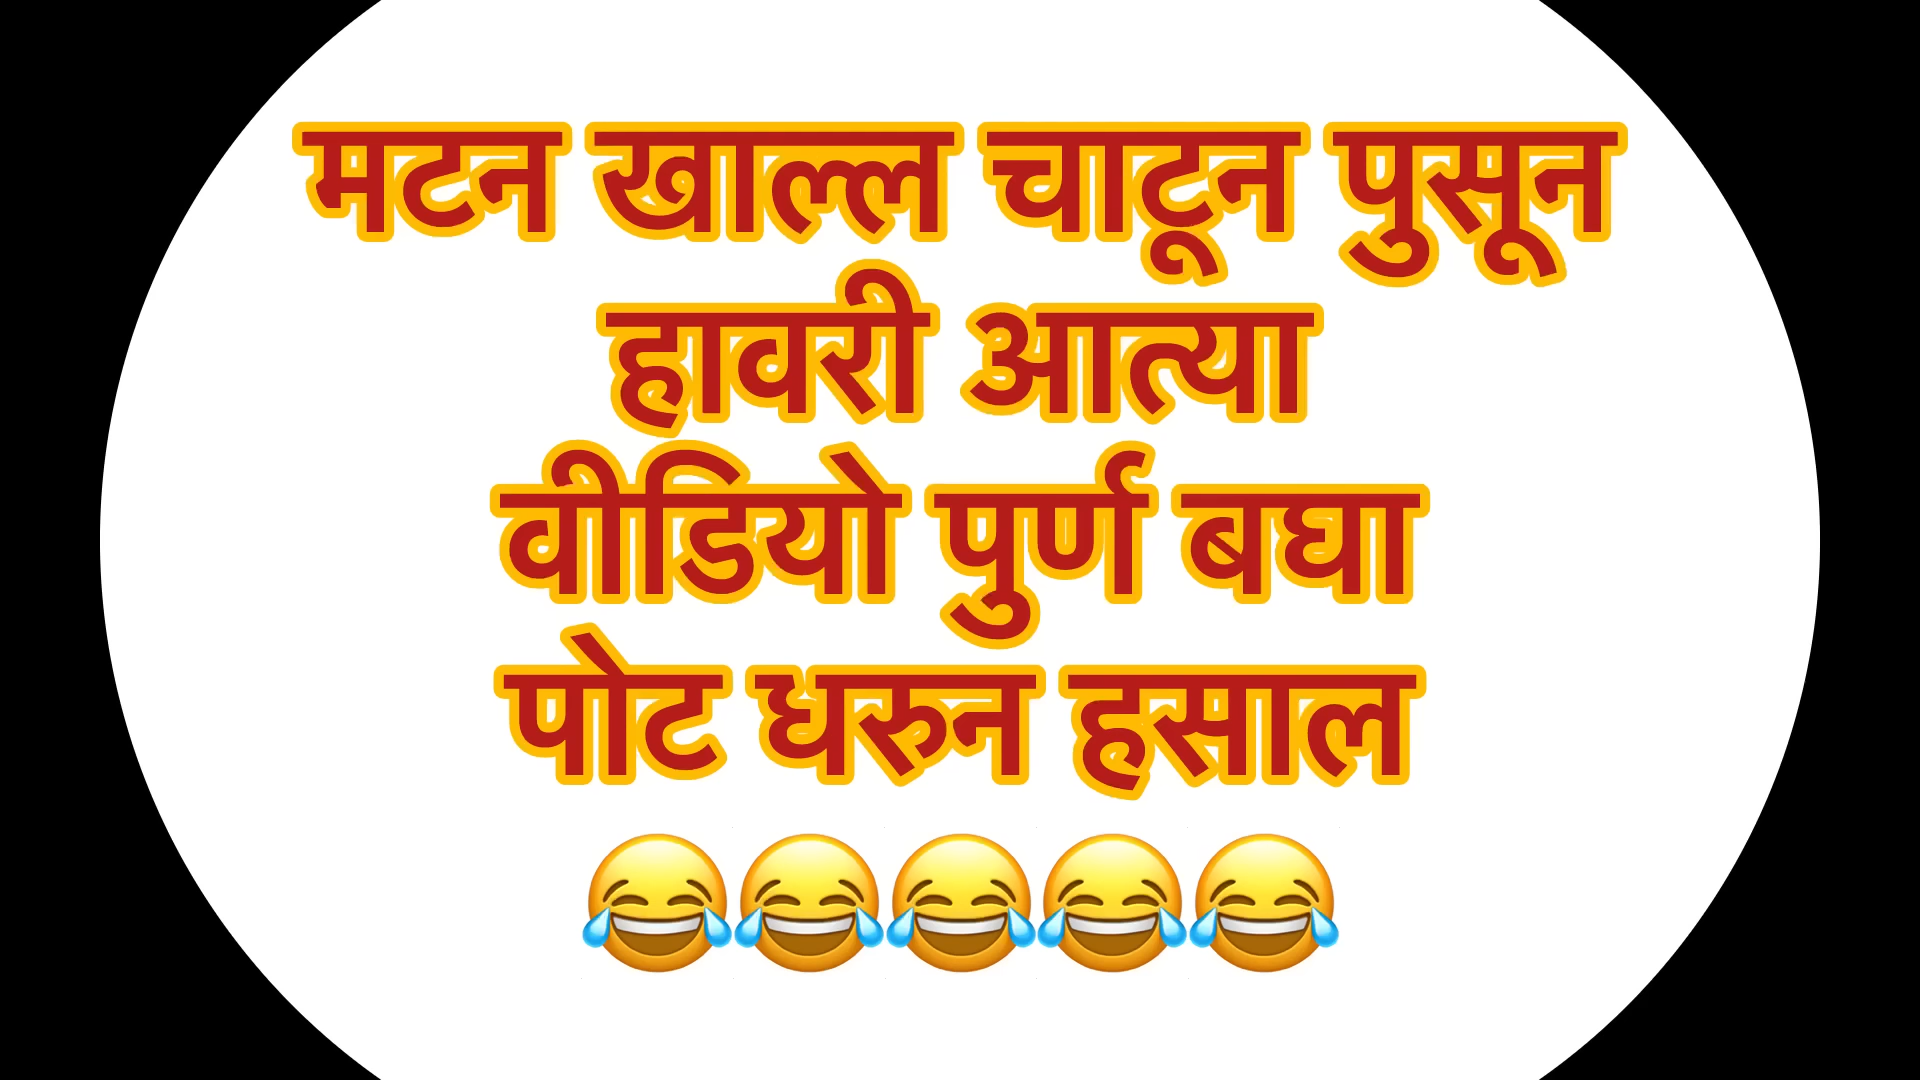 मटन खाल्ल चाटून पुसून
हावरी आत्या
वीडियो पुर्ण बघा
पोट धरुन हसाल
😂😂😂😂😂